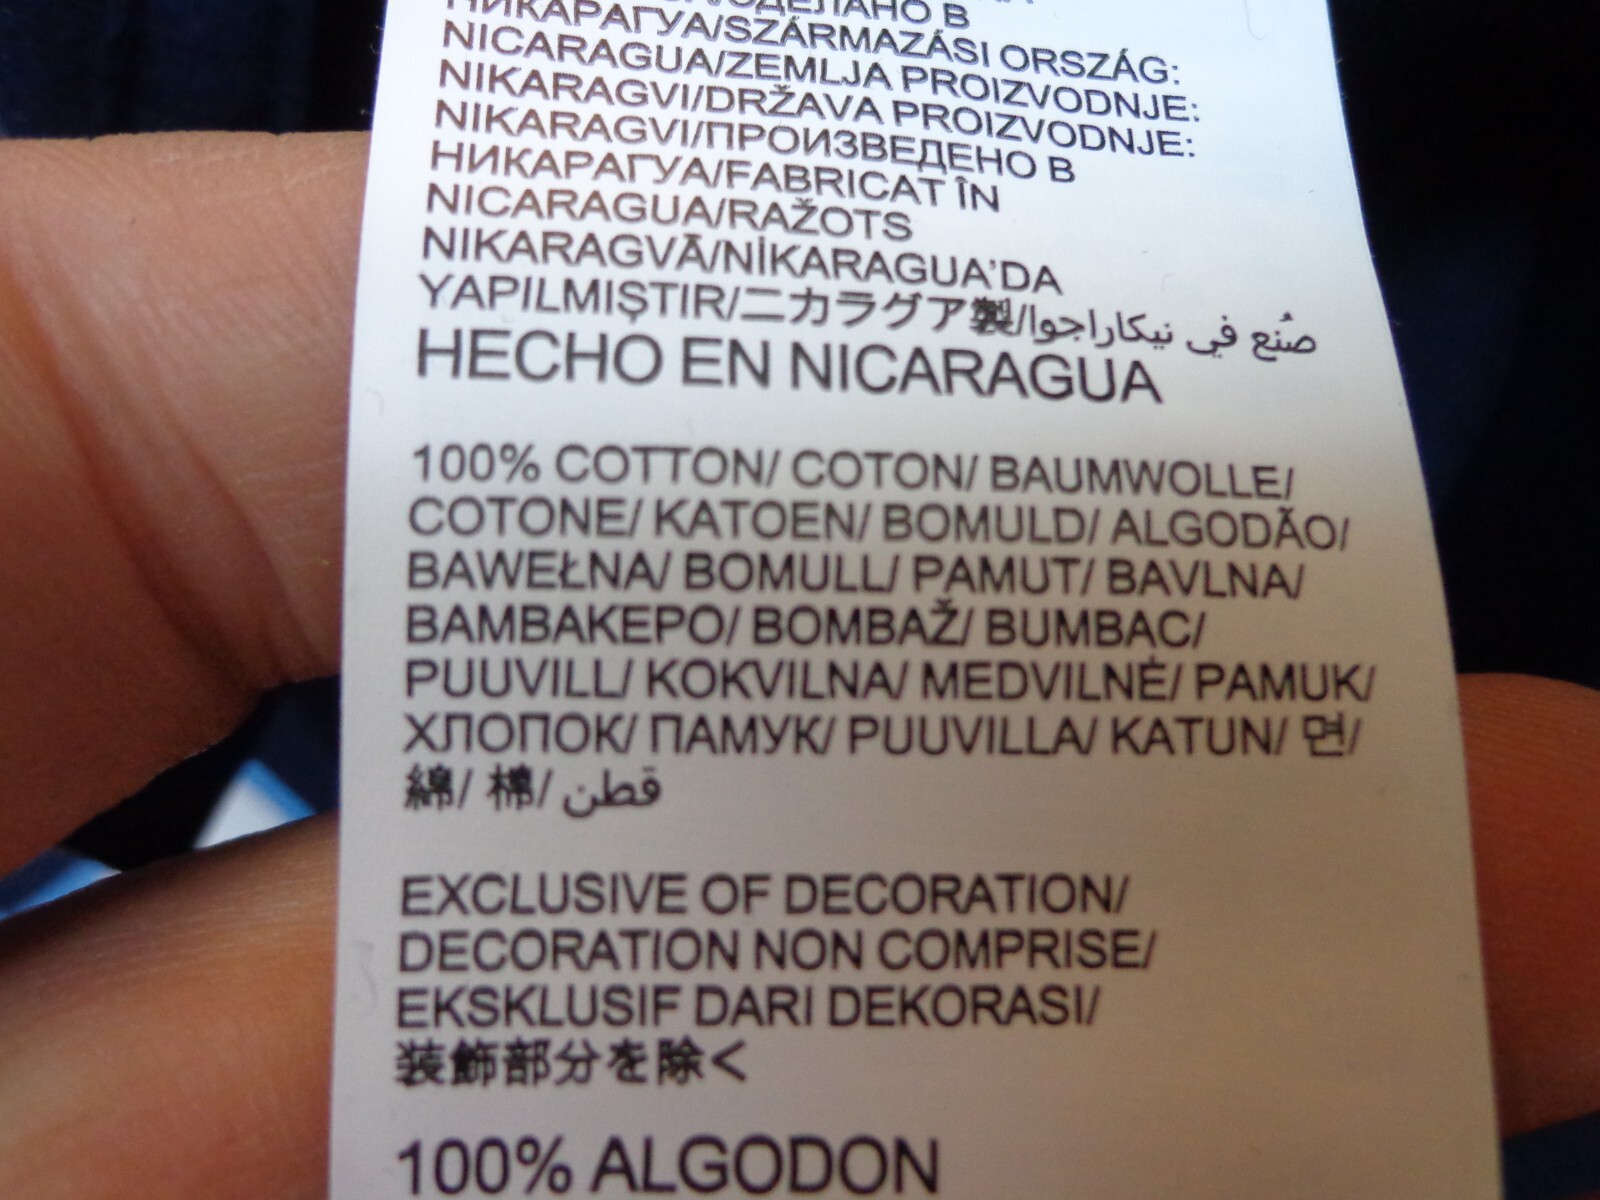 СДЕЛАНО В
НИКАРАГУА/SZÁRMAZÁSI ORSZÁG:
NICARAGUA/ZEMLJA PROIZVODNJE:
NIKARAGVI/DRŽAVA PROIZVODNJE:
NIKARAGVI/ПРОИЗВЕДЕНО В
НИКАРАГУА/FABRICAT ÎN
NICARAGUA/RAŽOTS
NIKARAGVĀ/NİKARAGUA'DA
YAPILMIŞTIR/ニカラグア製/صُنع في نيكاراجوا
HECHO EN NICARAGUA
100% COTTON/ COTON/ BAUMWOLLE/
COTONE/ KATOEN/ BOMULD/ ALGODÃO/
BAWEŁNA/ BOMULL/ PAMUT/ BAVLNA/
BAMBAKEPO/ BOMBAŽ/ BUMBAC/
PUUVILL/ KOKVILNA/ MEDVILNĖ/ PAMUK/
ХЛОПОК/ ПАМУК/ PUUVILLA/ KATUN/ 면/
綿/ 棉/ قطن
EXCLUSIVE OF DECORATION/
DECORATION NON COMPRISE/
EKSKLUSIF DARI DEKORASI/
装飾部分を除く
100% ALGODON